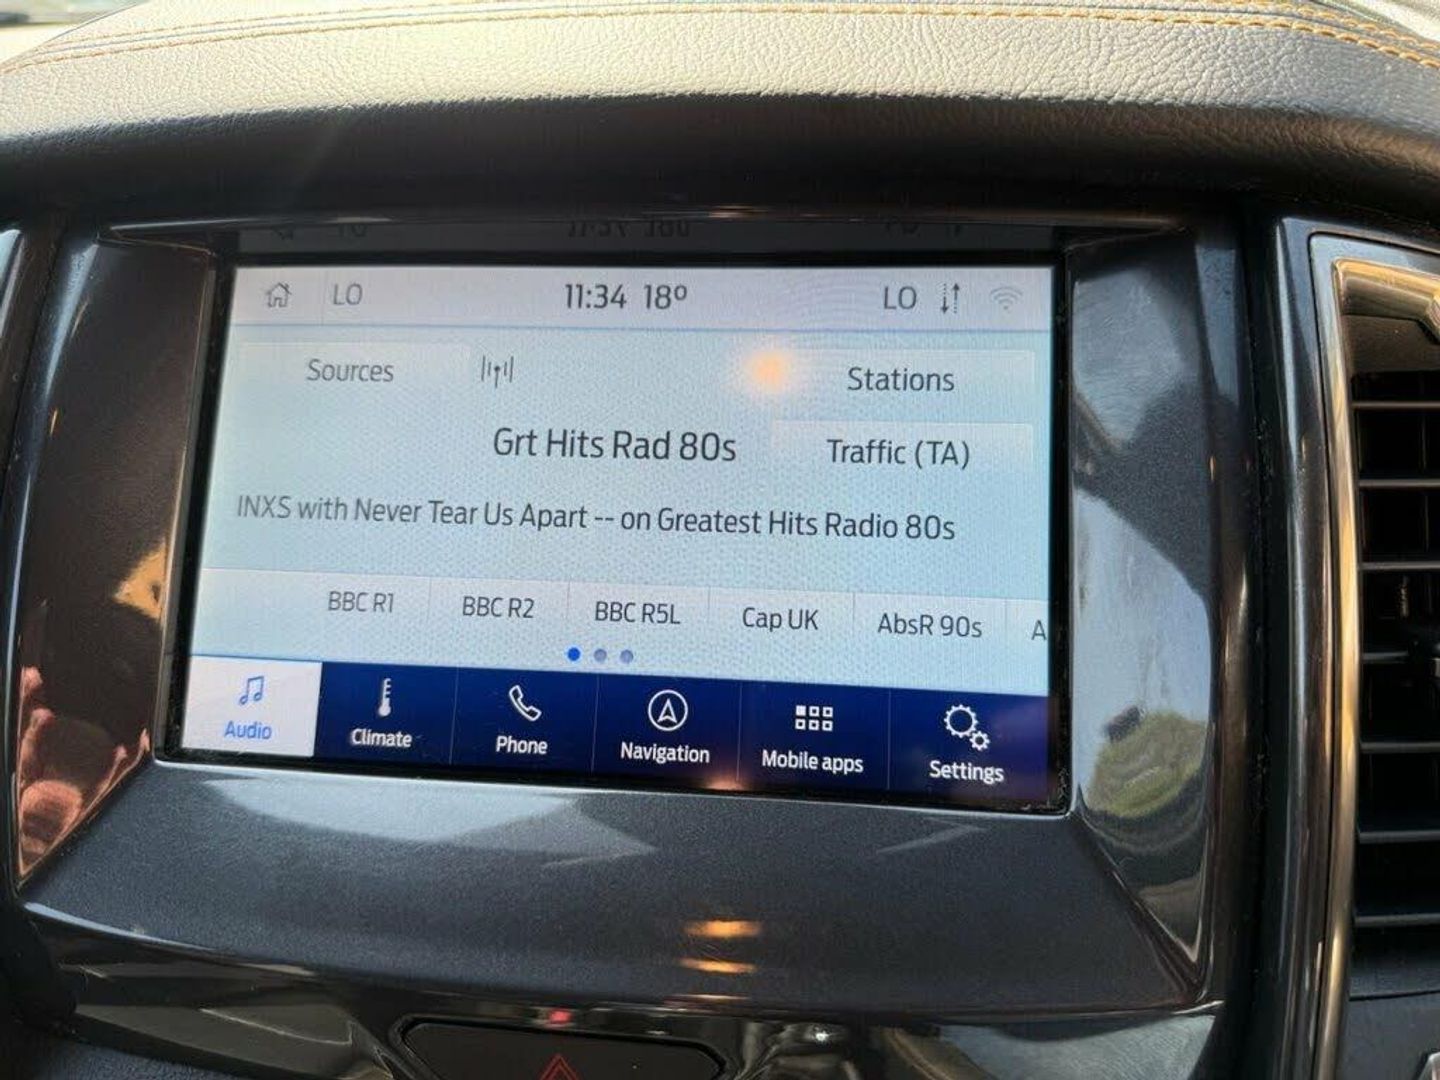 LO 11:34 18° LO
Sources Stations
Grt Hits Rad 80s Traffic (TA)
INXS with Never Tear Us Apart -- on Greatest Hits Radio 80s
BBC R1 BBC R2 BBC R5L Cap UK AbsR 90s A
Audio Climate Phone Navigation Mobile apps Settings